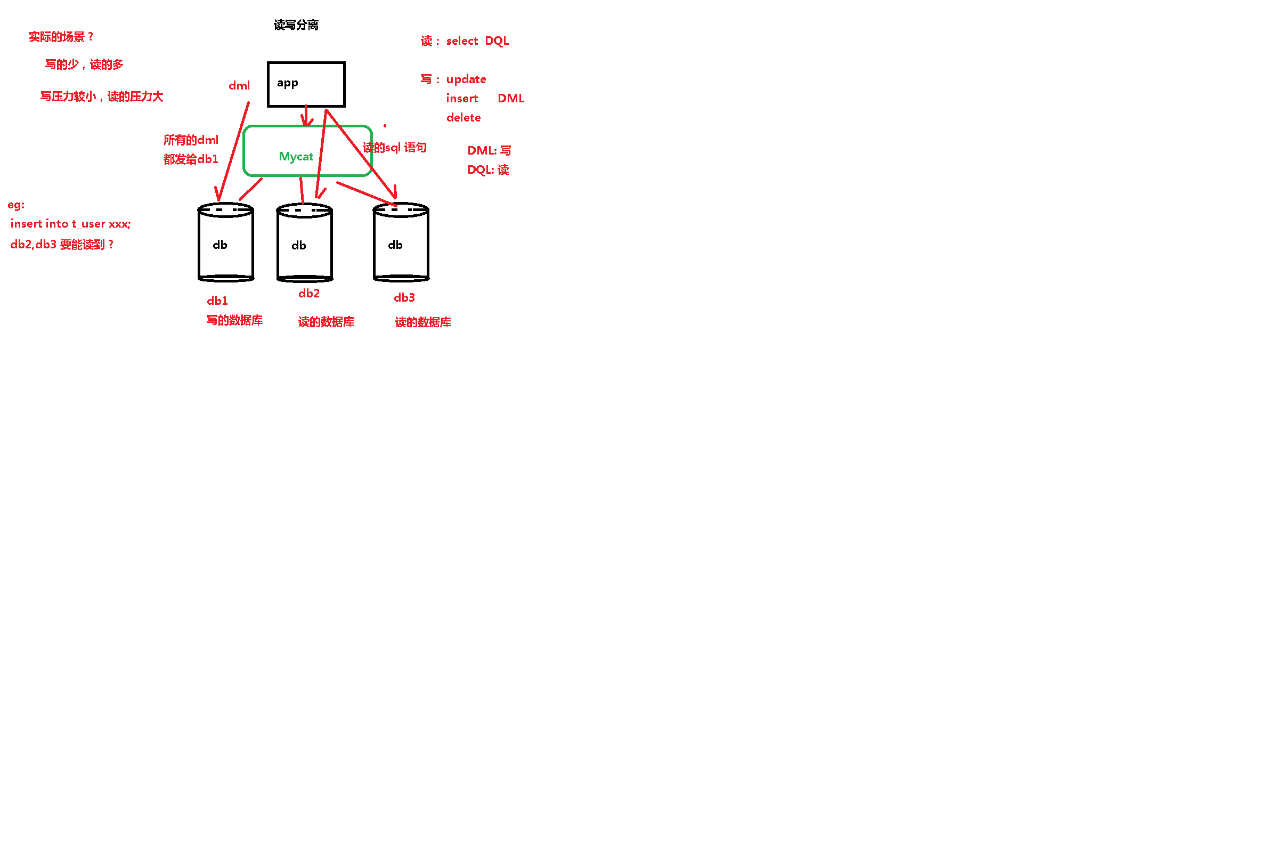 读写分离
实际的场景？
写的少，读的多
写压力较小，读的压力大
读： select DQL
写： update
insert DML
delete
DML: 写
DQL: 读
dml
app
所有的dml
都发给db1
Mycat
读的sql 语句
eg:
insert into t_user xxx;
db2,db3 要能读到？
db
db
db
db1
写的数据库
db2
读的数据库
db3
读的数据库